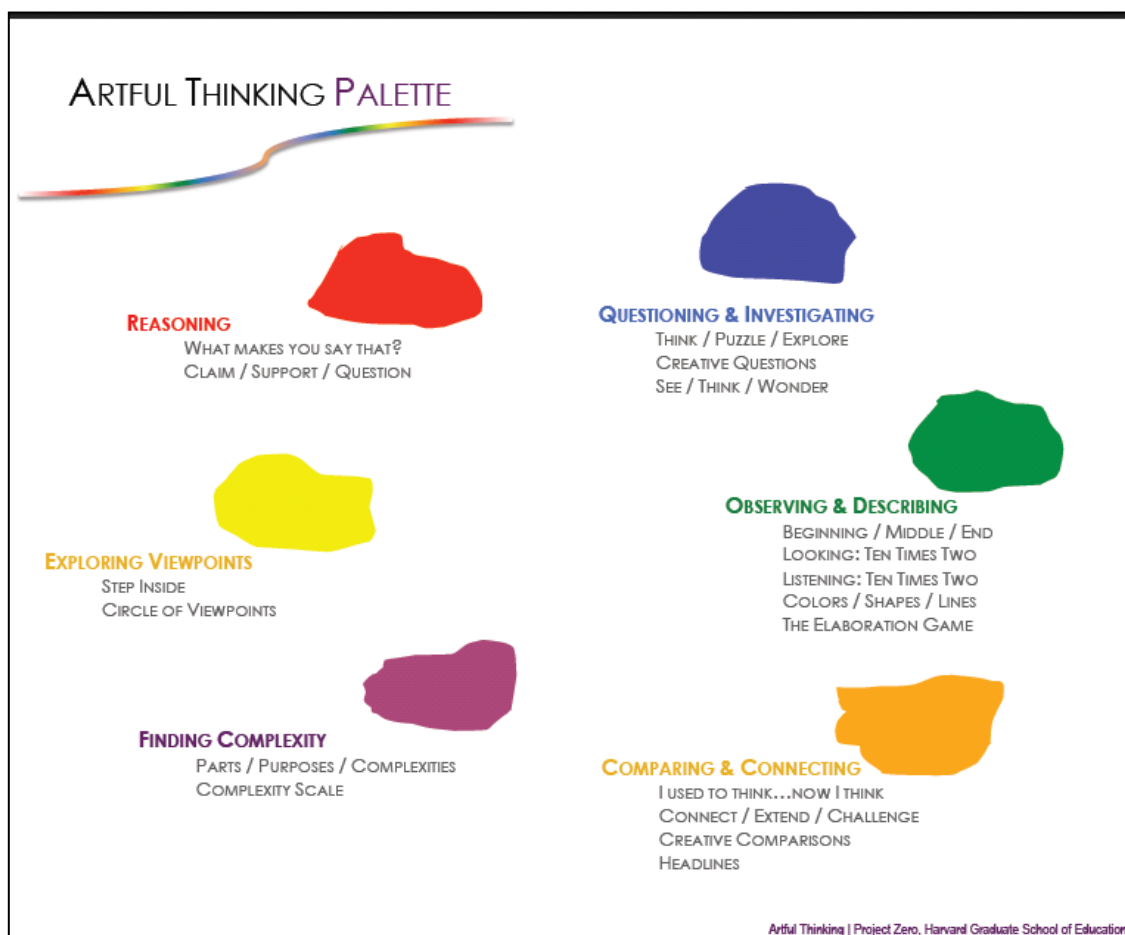 ARTFUL THINKING PALETTE
REASONING
WHAT MAKES YOU SAY THAT?
CLAIM / SUPPORT / QUESTION
QUESTIONING & INVESTIGATING
THINK / PUZZLE / EXPLORE
CREATIVE QUESTIONS
SEE / THINK / WONDER
EXPLORING VIEWPOINTS
STEP INSIDE
CIRCLE OF VIEWPOINTS
OBSERVING & DESCRIBING
BEGINNING / MIDDLE / END
LOOKING: TEN TIMES TWO
LISTENING: TEN TIMES TWO
COLORS / SHAPES / LINES
THE ELABORATION GAME
FINDING COMPLEXITY
PARTS / PURPOSES / COMPLEXITIES
COMPLEXITY SCALE
COMPARING & CONNECTING
I USED TO THINK...NOW I THINK
CONNECT / EXTEND / CHALLENGE
CREATIVE COMPARISONS
HEADLINES
Artful Thinking | Project Zero, Harvard Graduate School of Education